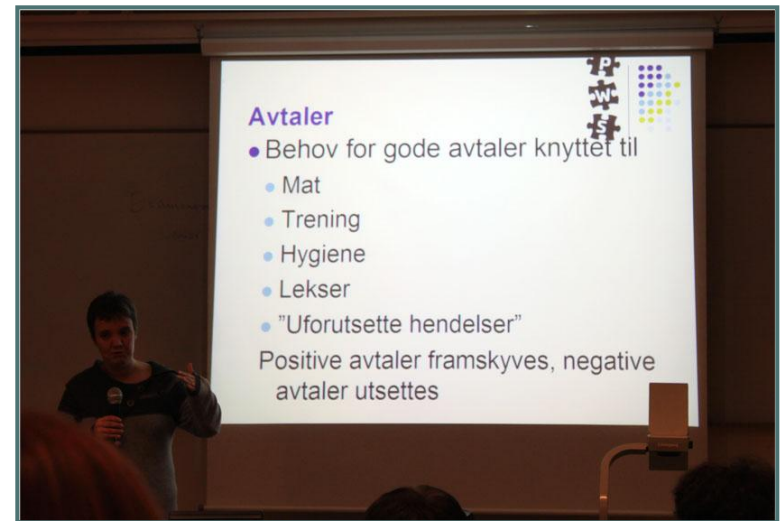 P
W
S
Avtaler
Behov for gode avtaler knyttet til
Mat
Trening
Hygiene
Lekser
"Uforutsette hendelser"
Positive avtaler framskyves, negative
avtaler utsettes